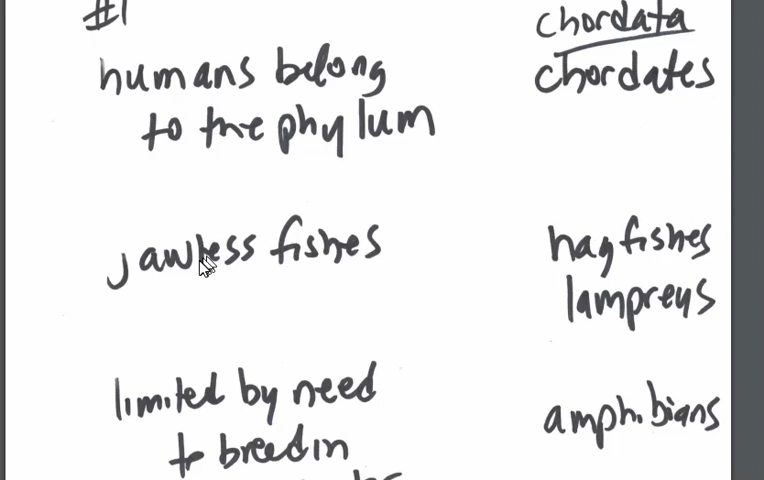 #1
chordata
humans belong
chordates
to the phylum
jawless fishes
hagfishes
lampreys
limited by need
amphibians
to breed in